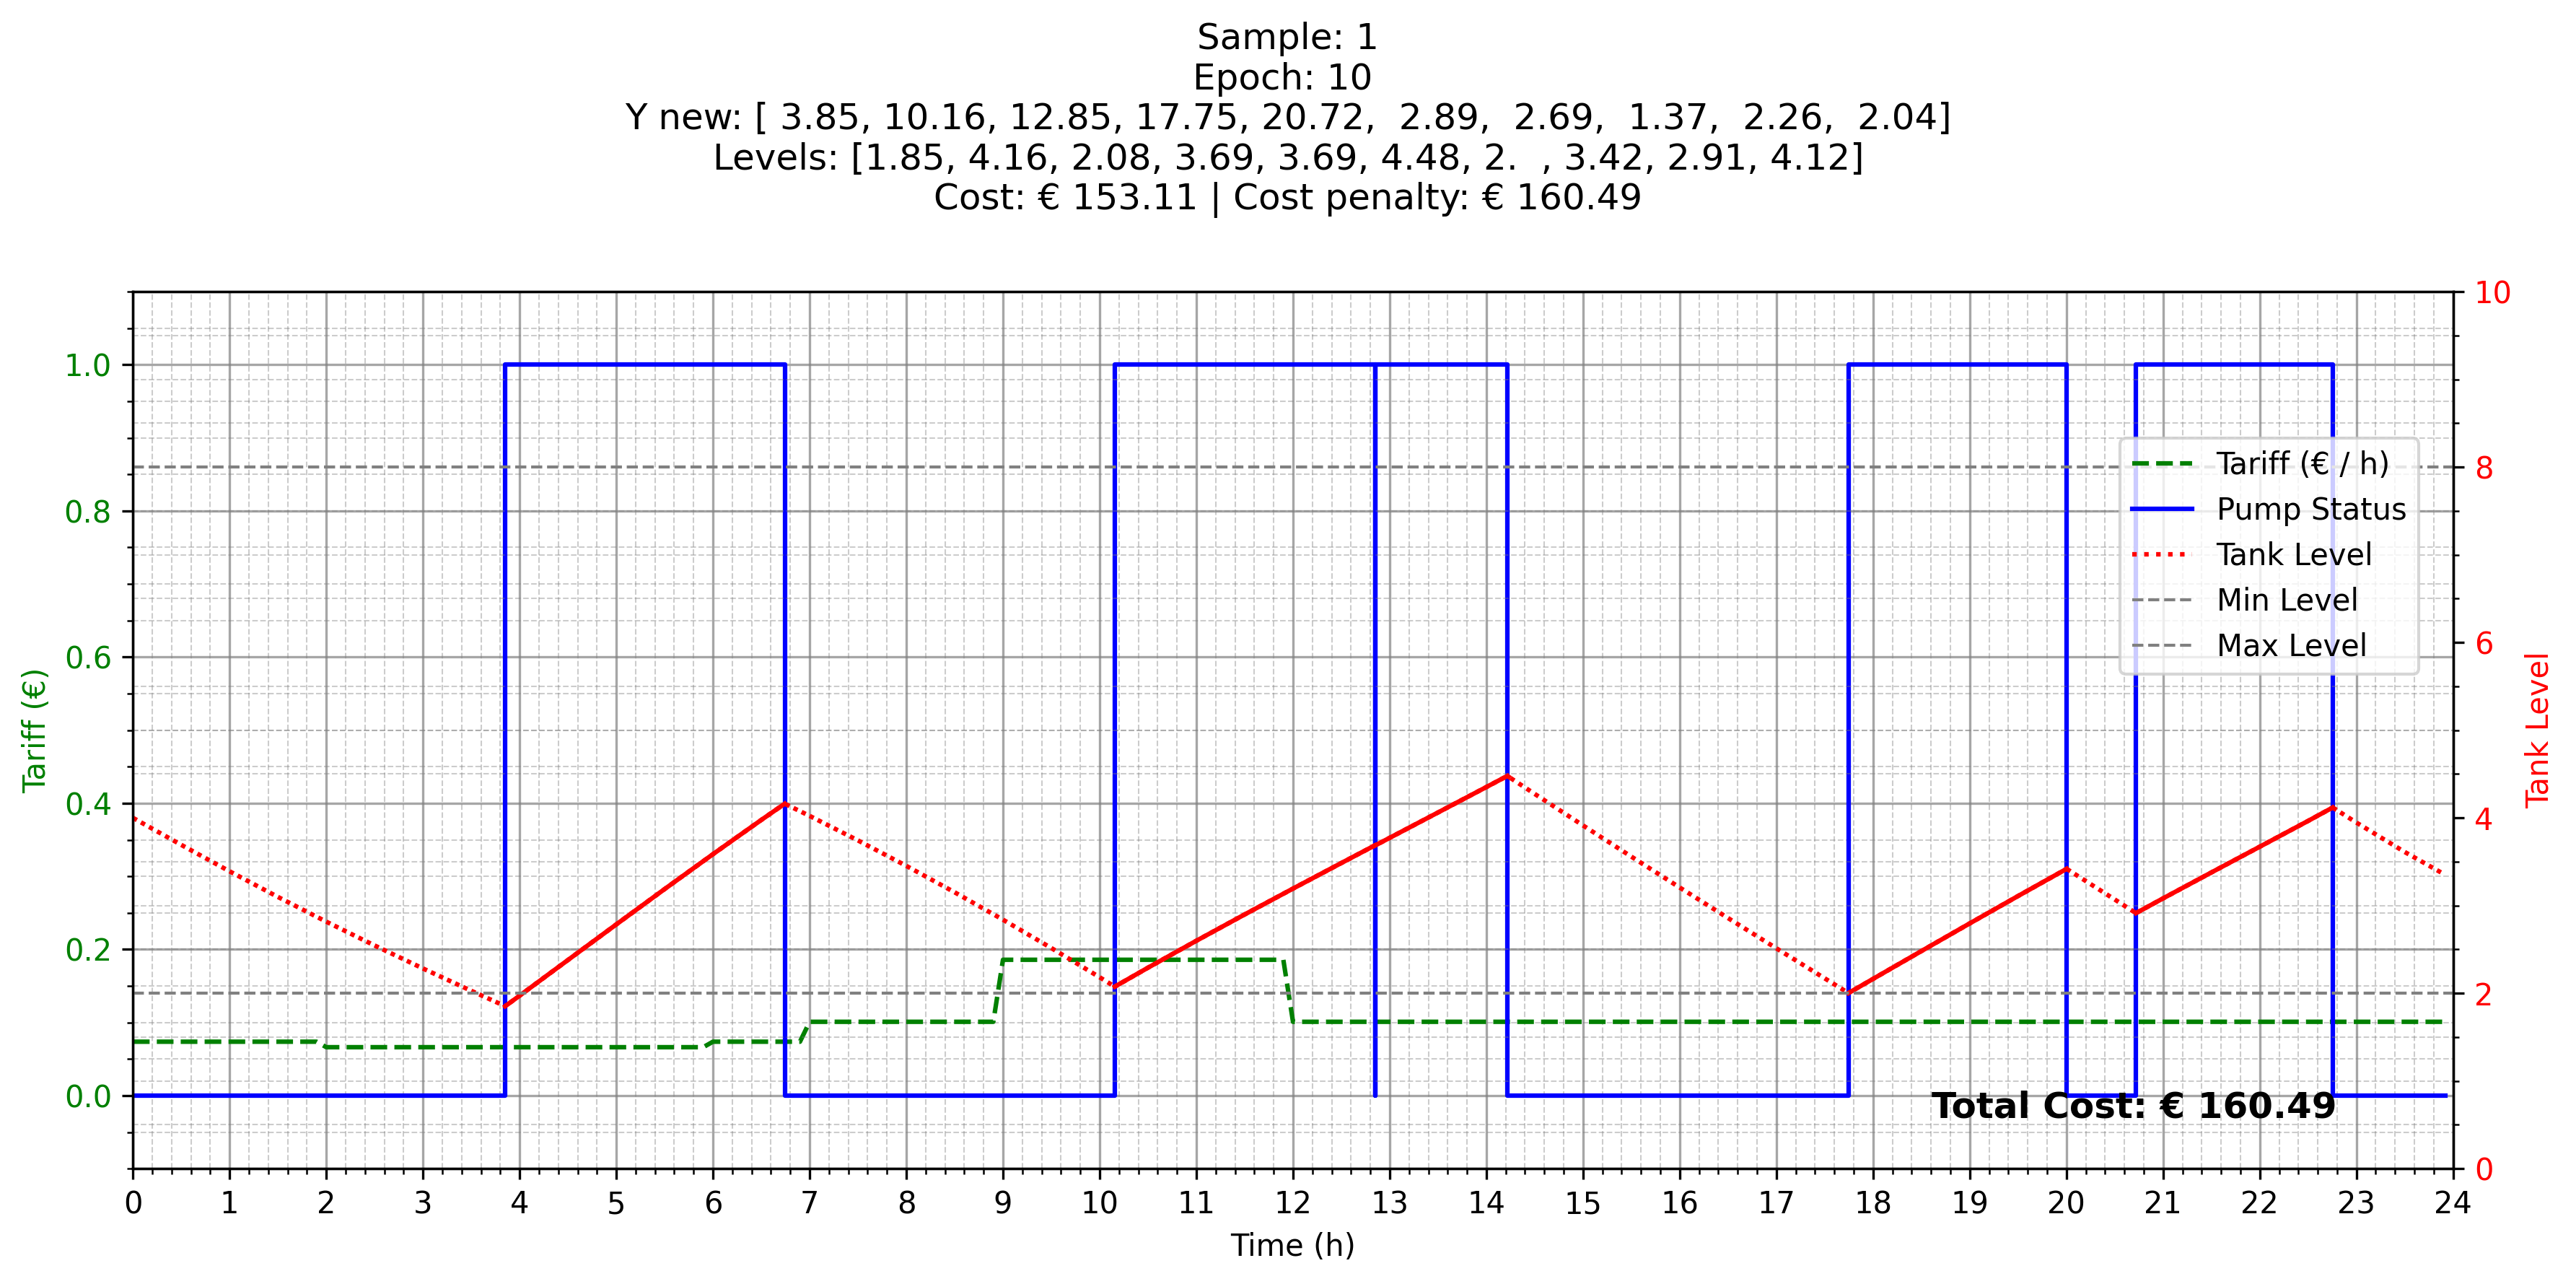 Sample: 1
Epoch: 10
Y new: [ 3.85, 10.16, 12.85, 17.75, 20.72,  2.89,  2.69,  1.37,  2.26,  2.04]
Levels: [1.85, 4.16, 2.08, 3.69, 3.69, 4.48, 2.  , 3.42, 2.91, 4.12]
Cost: € 153.11 | Cost penalty: € 160.49
10
1.0
8
0.8
Tariff (€ / h)
Pump Status
Tank Level
Min Level
Max Level
0.6
6
Tariff (€)
Tank Level
0.4
4
0.2
2
0.0
0
Total Cost: € 160.49
0 1 2 3 4 5 6 7 8 9 10 11 12 13 14 15 16 17 18 19 20 21 22 23 24
Time (h)